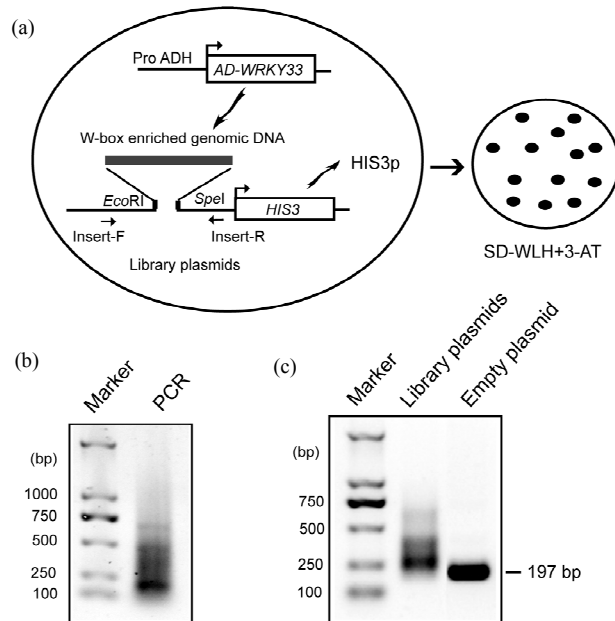 (a)
Pro ADH
AD-WRKY33
W-box enriched genomic DNA
HIS3p
EcoRI
SpeI
HIS3
Insert-F
Insert-R
Library plasmids
SD-WLH+3-AT
(b)
Marker
PCR
(bp)
1000
750
500
250
100
(c)
Marker
Library plasmids
Empty plasmid
(bp)
750
500
250
100
197 bp